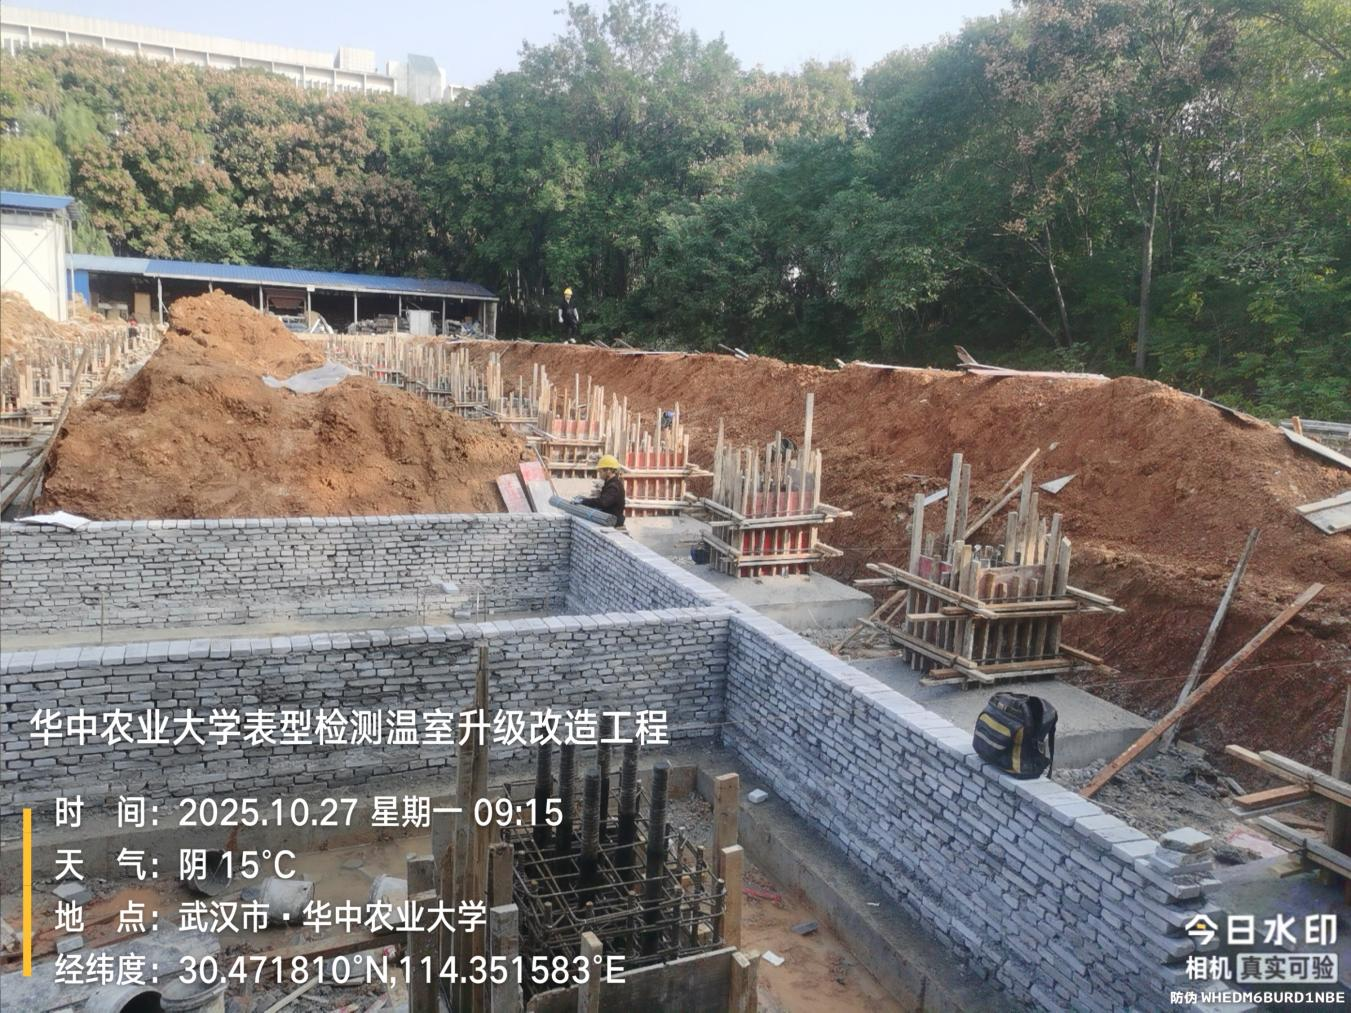 华中农业大学表型检测温室升级改造工程
时 间：2025.10.27 星期一 09:15
天 气：阴 15°C
地 点：武汉市·华中农业大学
经纬度：30.471810°N,114.351583°E
今日水印
相机 真实可验
防伪 WHEDM6BURD1NBE